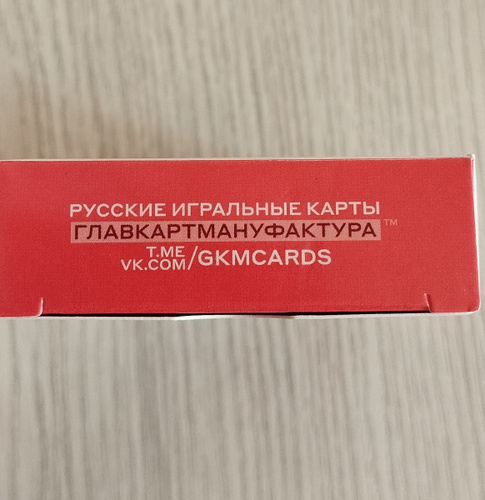 РУССКИЕ ИГРАЛЬНЫЕ КАРТЫ
ГЛАВКАРТМАНУФАКТУРА™
T.ME
VK.COM/GKMCARDS